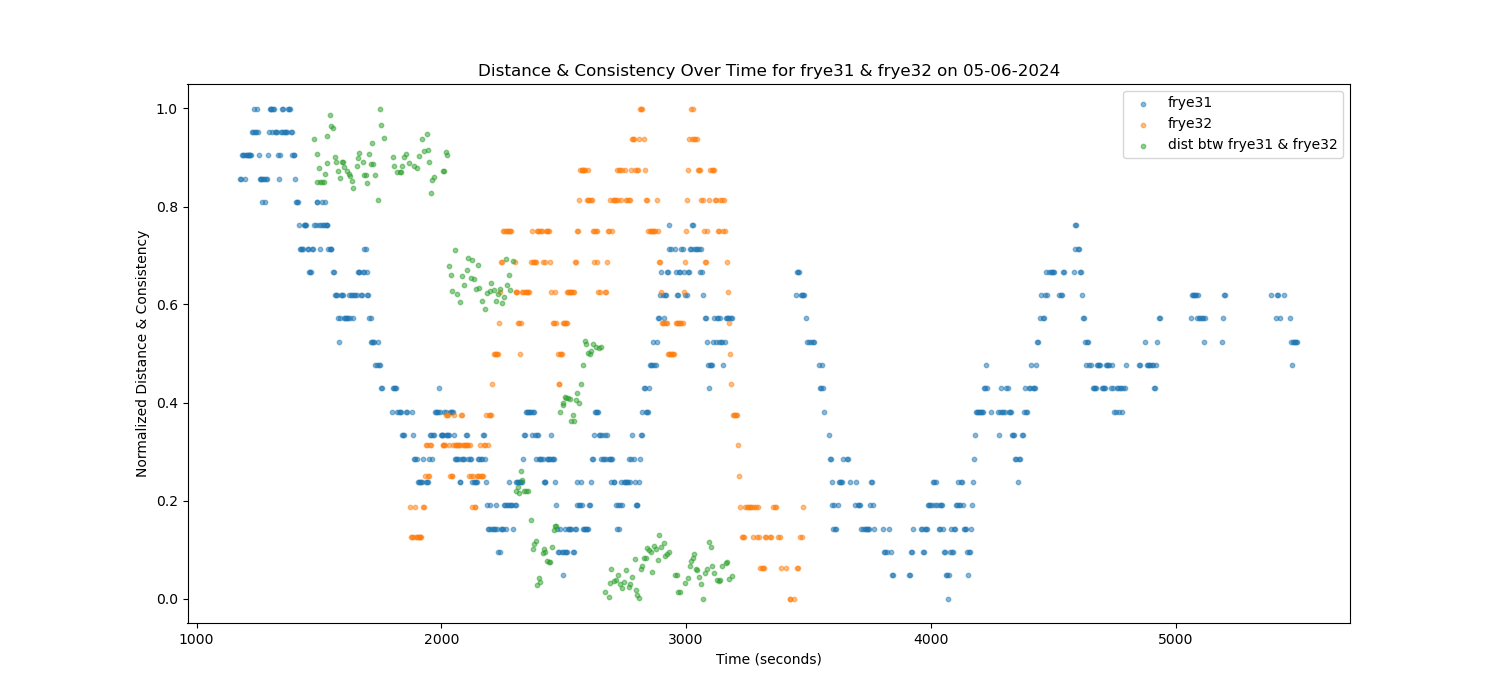 Distance & Consistency Over Time for frye31 & frye32 on 05-06-2024
frye31
frye32
dist btw frye31 & frye32
Normalized Distance & Consistency
1.0
0.8
0.6
0.4
0.2
0.0
1000 2000 3000 4000 5000
Time (seconds)